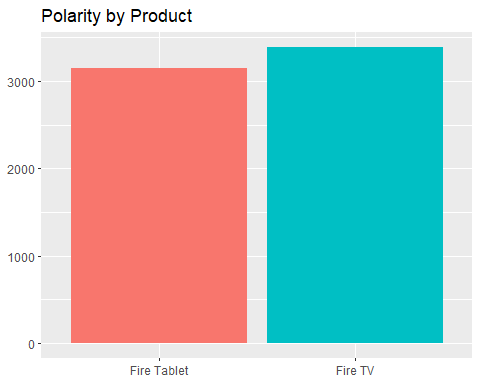 Polarity by Product
3000
2000
1000
0
Fire Tablet
Fire TV